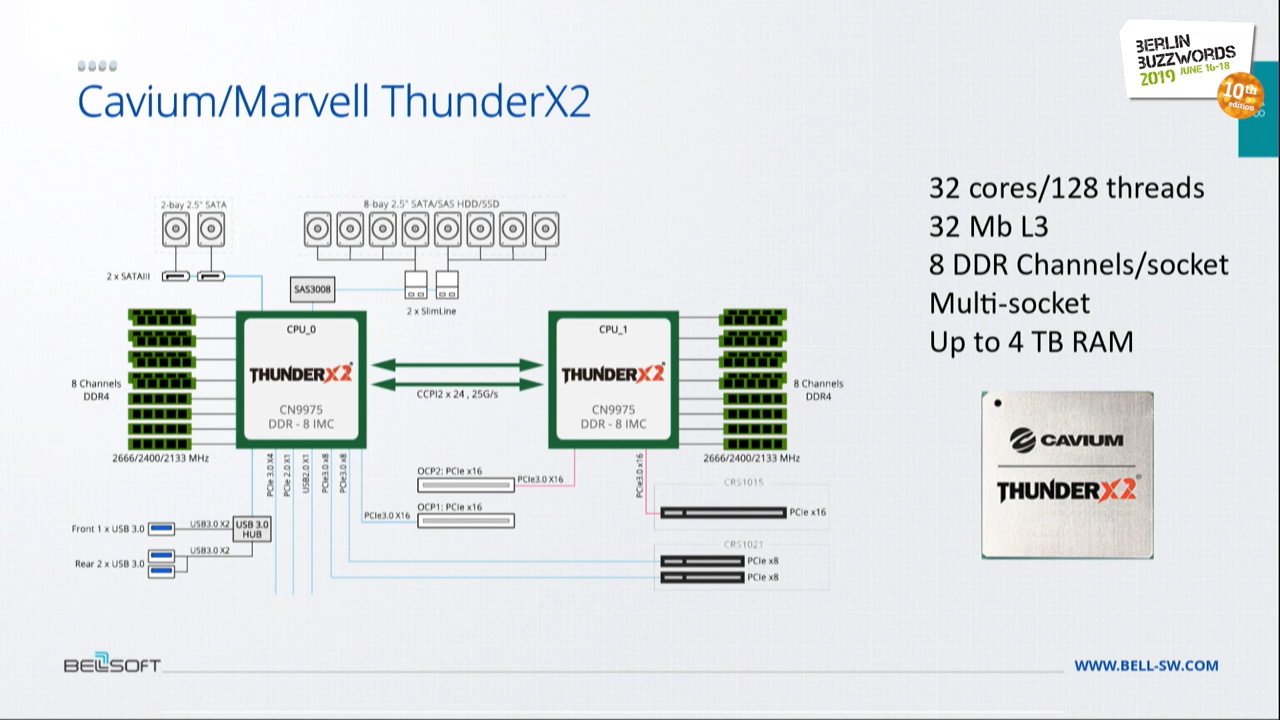 BERLIN
BUZZWORDS
2019 JUNE 16-18
10th
edition
8
Cavium/Marvell ThunderX2
32 cores/128 threads
32 Mb L3
8 DDR Channels/socket
Multi-socket
Up to 4 TB RAM
2-bay 2.5" SATA
8-bay 2.5" SATA/SAS HDD/SSD
2 x SATAIII
SAS3008
2 x SlimLine
CPU_0
THUNDERX2
CN9975
DDR - 8 IMC
CPU_1
THUNDERX2
CN9975
DDR - 8 IMC
8 Channels
DDR4
CCPI2 x 24 , 25G/s
8 Channels
DDR4
2666/2400/2133 MHz
2666/2400/2133 MHz
PCIe 3.0 X4
PCIe 2.0 X1
USB2.0 X1
PCIe3.0 x8
PCIe3.0 x8
PCIe3.0 x16
OCP2: PCIe x16
PCIe3.0 X16
OCP1: PCIe x16
PCIe3.0 X16
CRS1015
PCIe x16
CRS1021
PCIe x8
PCIe x8
Front 1 x USB 3.0
USB3.0 X2
USB 3.0
HUB
Rear 2 x USB 3.0
USB3.0 X2
CAVIUM
THUNDERX2
BELLSOFT
WWW.BELL-SW.COM